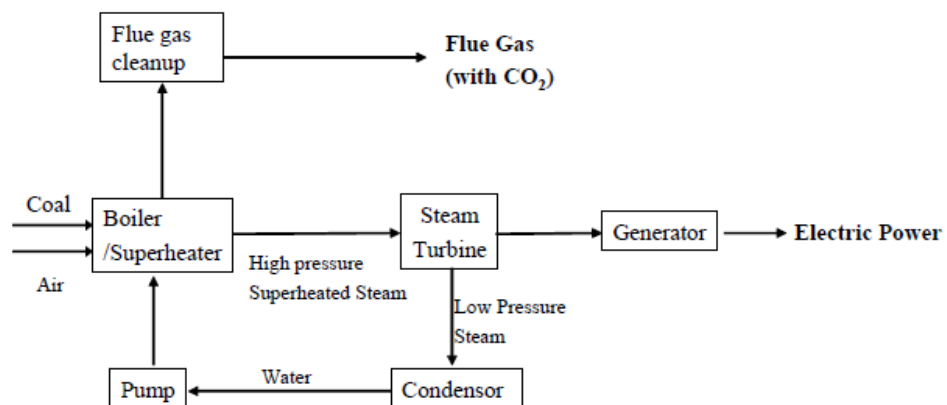 Flue gas
cleanup
Flue Gas
(with CO₂)
Coal
Air
Boiler
/Superheater
High pressure
Superheated Steam
Steam
Turbine
Generator
Electric Power
Low Pressure
Steam
Pump
Water
Condensor